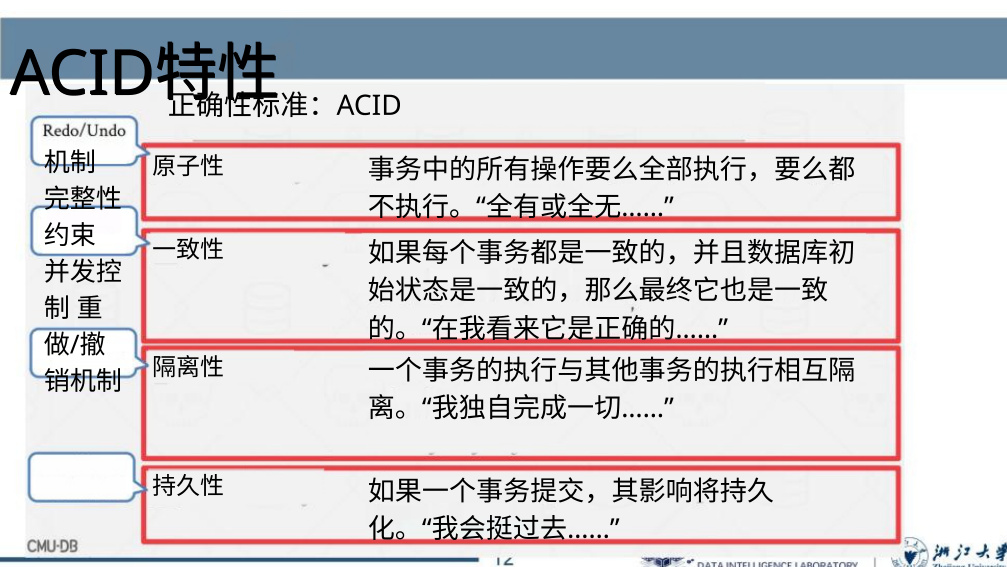 ACID特性
正确性标准：ACID
Redo/Undo
机制
完整性
约束
并发控
制 重
做/撤
销机制
原子性
事务中的所有操作要么全部执行，要么都
不执行。“全有或全无……”
一致性
如果每个事务都是一致的，并且数据库初
始状态是一致的，那么最终它也是一致
的。“在我看来它是正确的……”
隔离性
一个事务的执行与其他事务的执行相互隔
离。“我独自完成一切……”
持久性
如果一个事务提交，其影响将持久
化。“我会挺过去……”
CMU-DB
12
DATA INTELLIGENCE LABORATORY
浙江大学